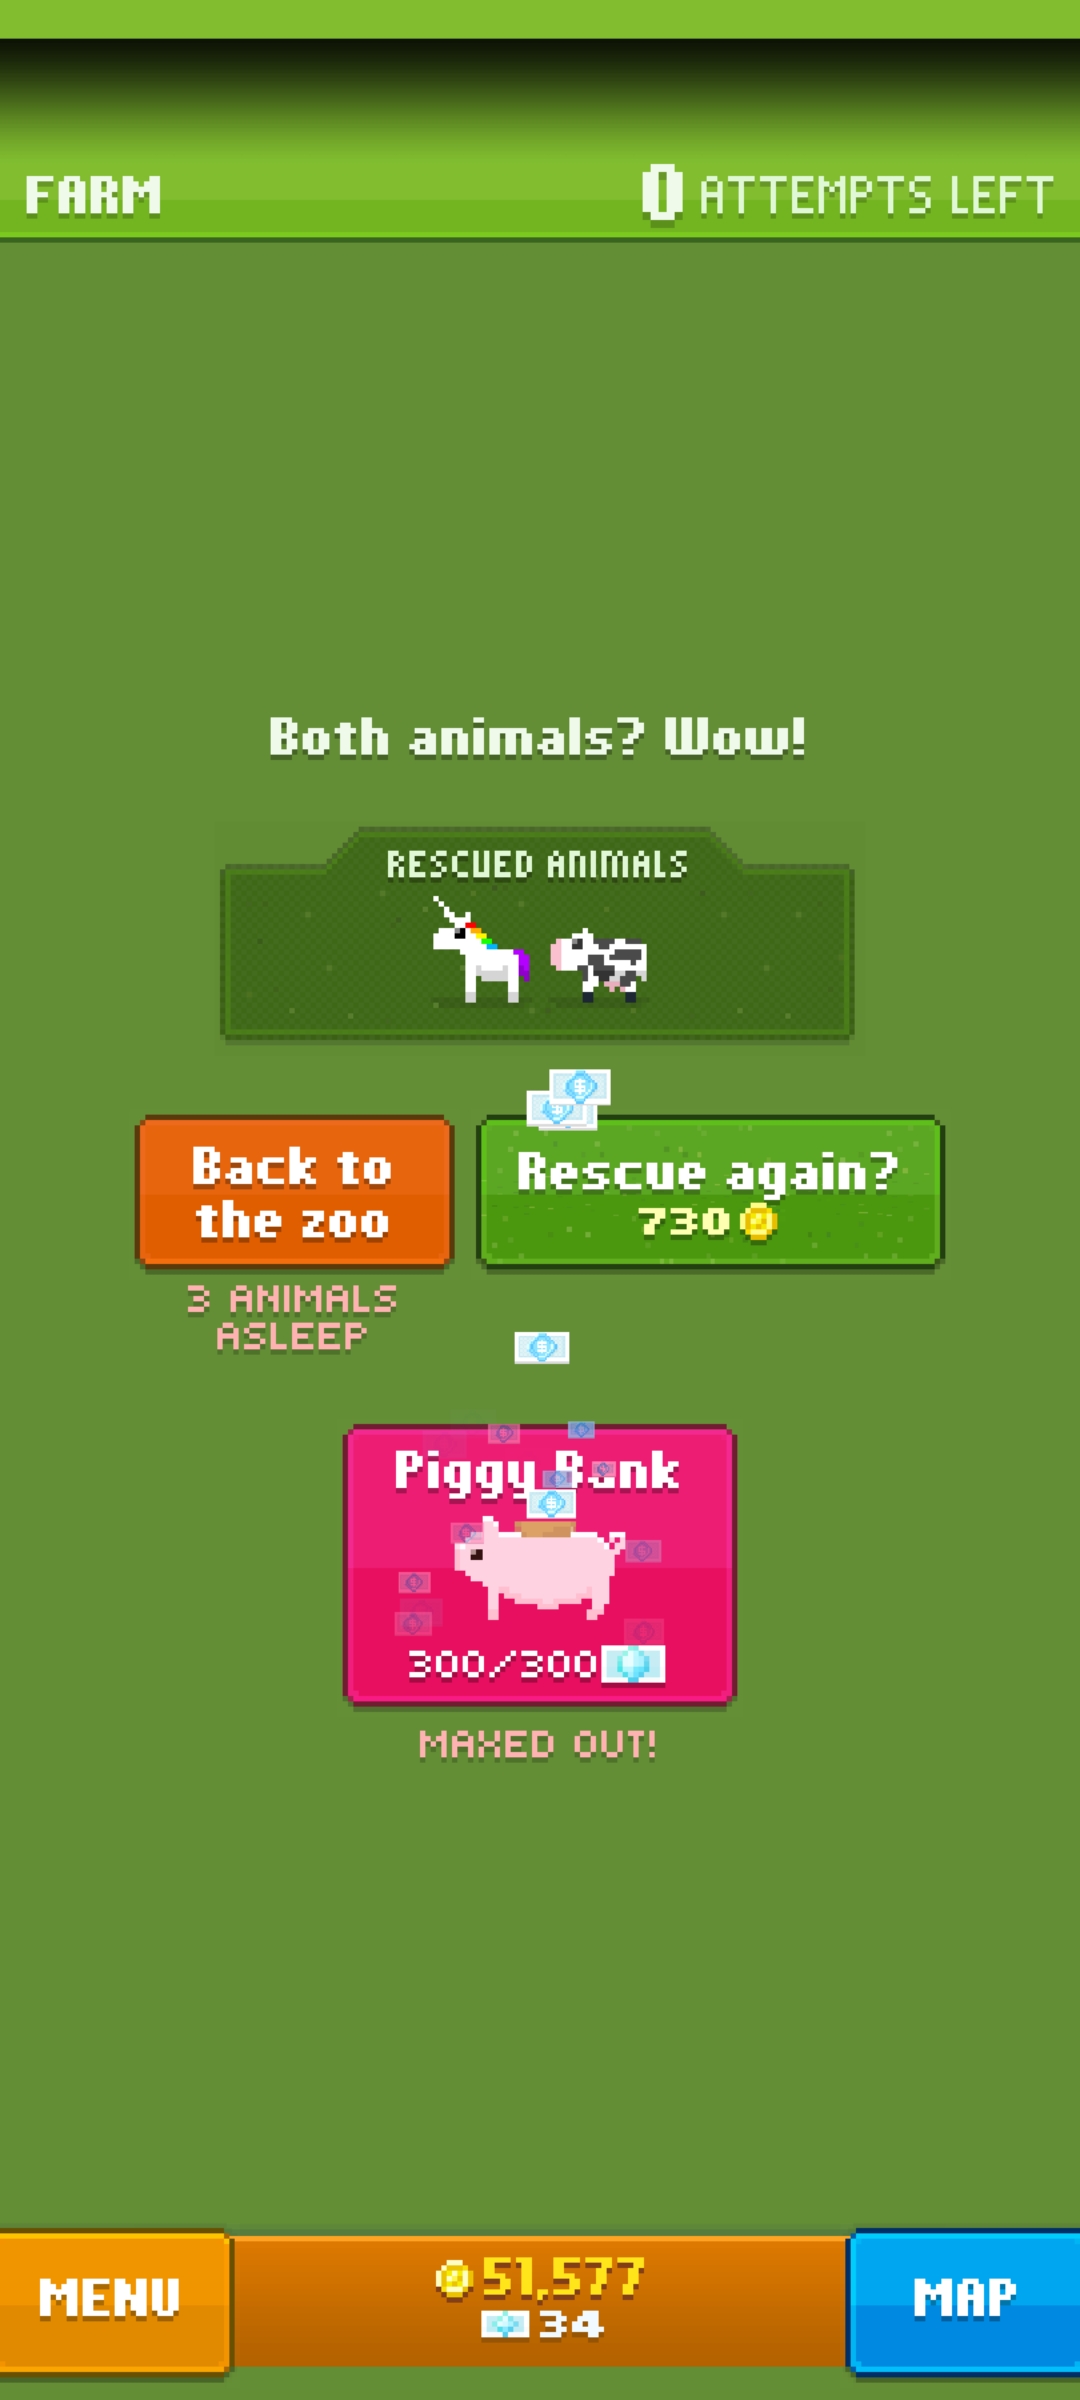 FARM
0 ATTEMPTS LEFT
Both animals? Wow!
RESCUED ANIMALS
Back to
the zoo
Rescue again?
730
3 ANIMALS
ASLEEP
Piggy Bank
300/300
MAXED OUT!
MENU
51,577
34
MAP